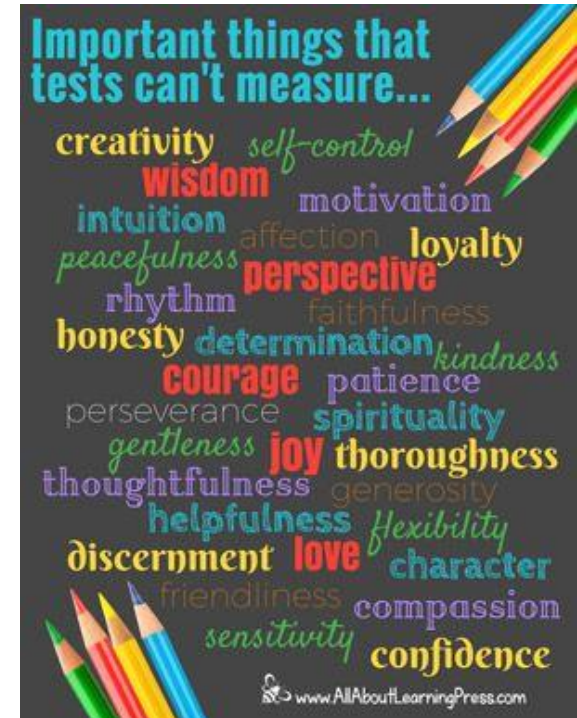 Important things that
tests can't measure...
creativity self-control
wisdom
motivation
intuition affection loyalty
peacefulness perspective
rhythm faithfulness
honesty determination kindness
courage patience
perseverance spirituality
gentleness joy thoroughness
thoughtfulness generosity
helpfulness flexibility
discernment love character
friendliness compassion
sensitivity confidence
www.AllAboutLearningPress.com